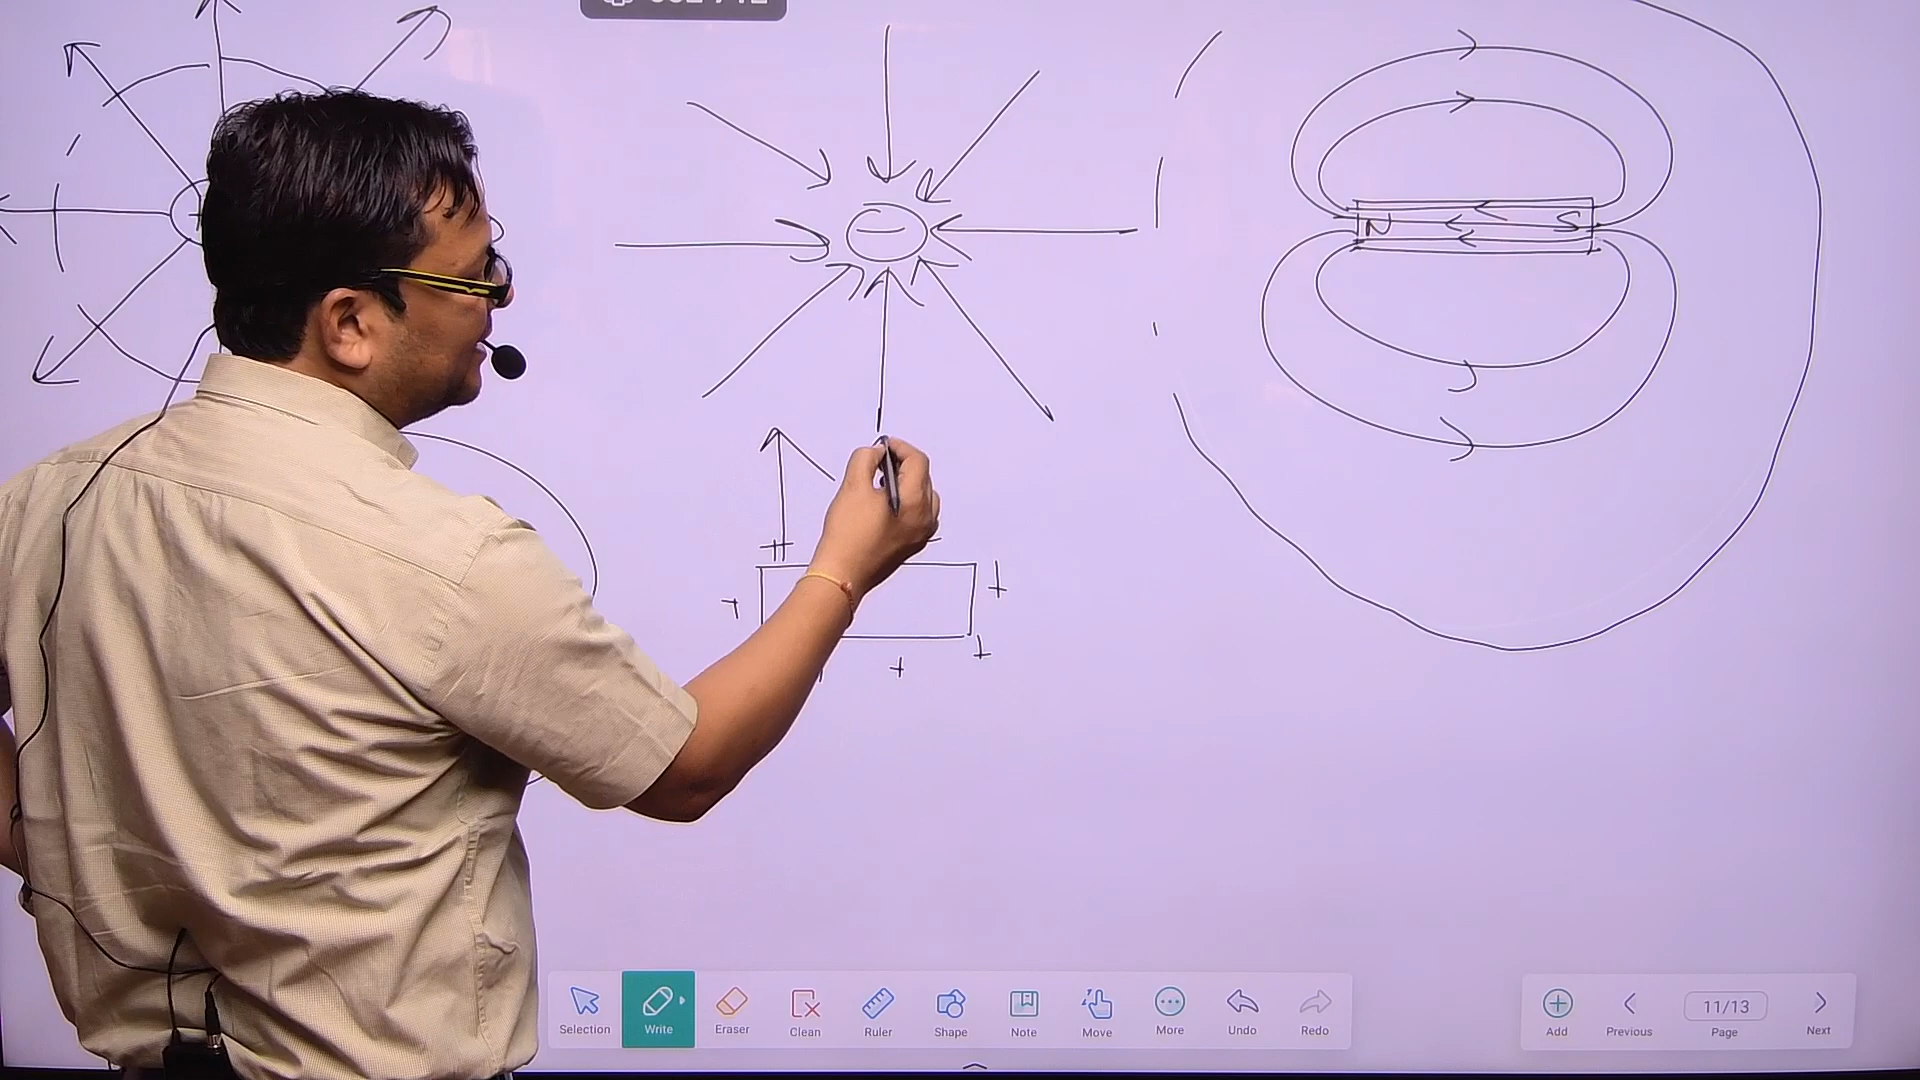 N S
−
+ +
+ +
+
Selection Write Eraser Clean Ruler Shape Note Move More Undo Redo
Add Previous 11/13 Page Next